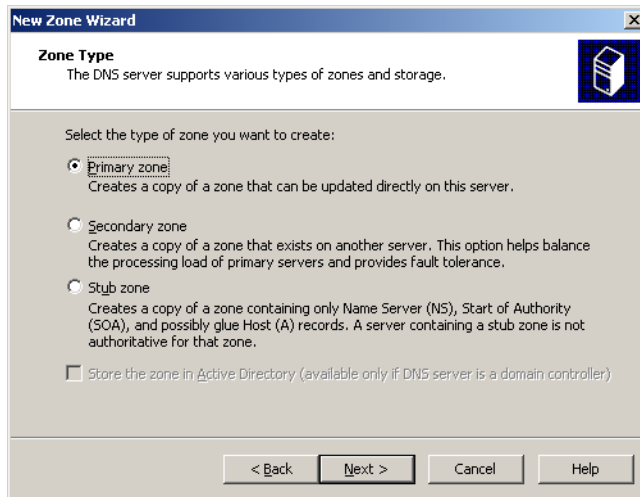 New Zone Wizard
Zone Type
The DNS server supports various types of zones and storage.
Select the type of zone you want to create:
Primary zone
Creates a copy of a zone that can be updated directly on this server.
Secondary zone
Creates a copy of a zone that exists on another server. This option helps balance
the processing load of primary servers and provides fault tolerance.
Stub zone
Creates a copy of a zone containing only Name Server (NS), Start of Authority
(SOA), and possibly glue Host (A) records. A server containing a stub zone is not
authoritative for that zone.
Store the zone in Active Directory (available only if DNS server is a domain controller)
< Back Next > Cancel Help